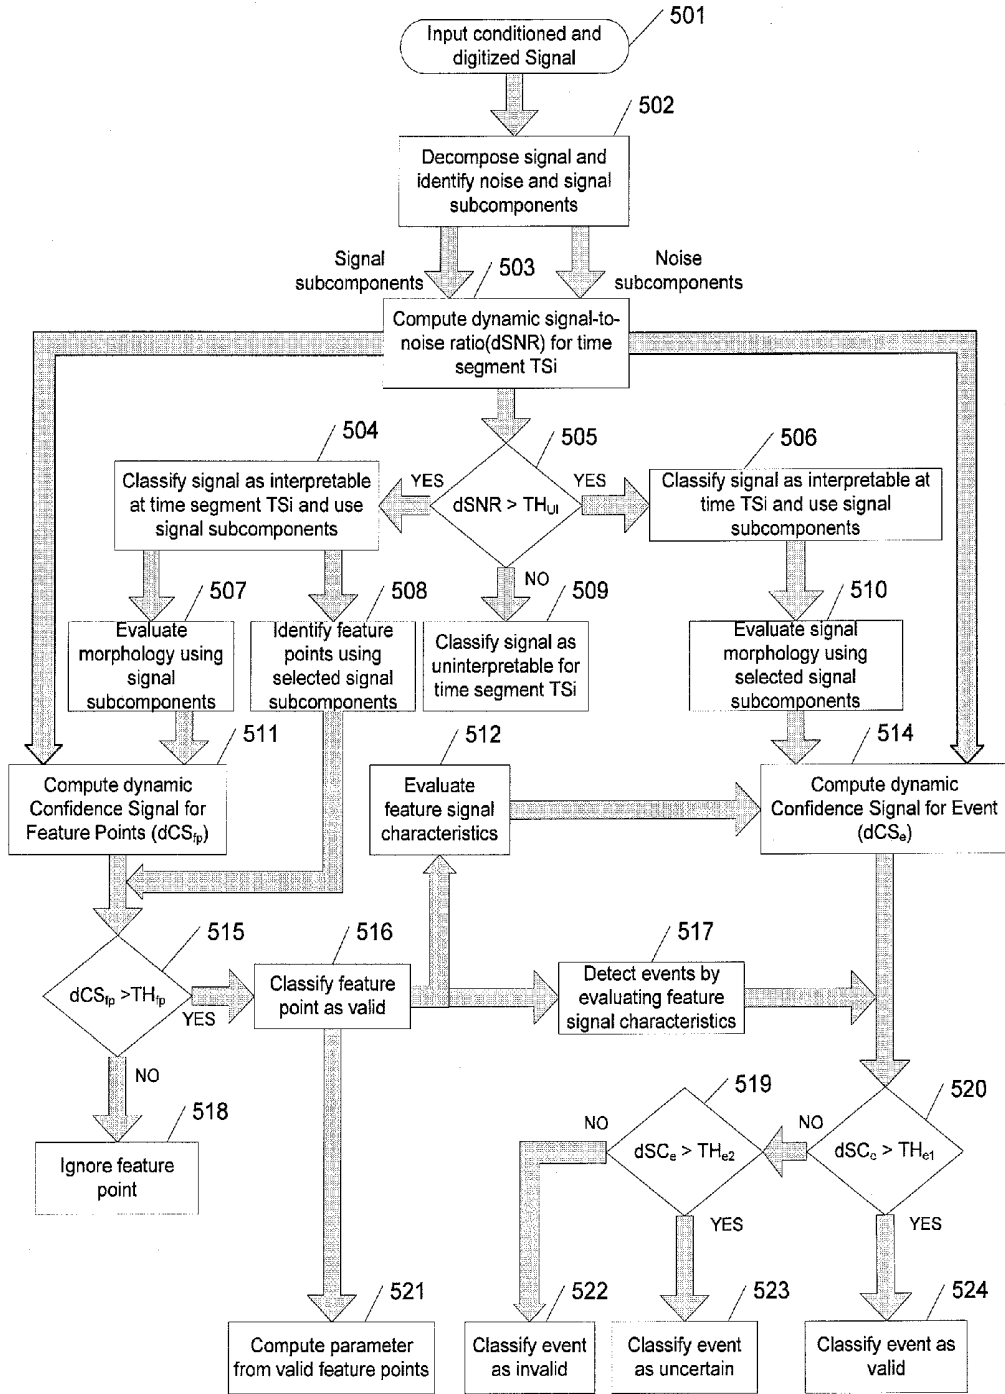 501
Input conditioned and
digitized Signal
502
Decompose signal and
identify noise and signal
subcomponents
Signal
subcomponents
503
Noise
subcomponents
Compute dynamic signal-to-
noise ratio(dSNR) for time
segment TSi
504
Classify signal as interpretable
at time segment TSi and use
signal subcomponents
YES
505
dSNR > TH_UI
YES
NO
506
Classify signal as interpretable at
time TSi and use signal
subcomponents
507
Evaluate
morphology using
signal
subcomponents
508
Identify feature
points using
selected signal
subcomponents
509
Classify signal as
uninterpretable for
time segment TSi
510
Evaluate signal
morphology using
selected signal
subcomponents
511
Compute dynamic
Confidence Signal for
Feature Points (dCS_fp)
512
Evaluate
feature signal
characteristics
514
Compute dynamic
Confidence Signal for Event
(dCS_e)
515
dCS_fp >TH_fp
YES
NO
516
Classify feature
point as valid
517
Detect events by
evaluating feature
signal characteristics
518
Ignore feature
point
519
dSC_e > TH_e2
NO
YES
520
dSC_c > TH_e1
NO
YES
521
Compute parameter
from valid feature points
522
Classify event
as invalid
523
Classify event
as uncertain
524
Classify event as
valid